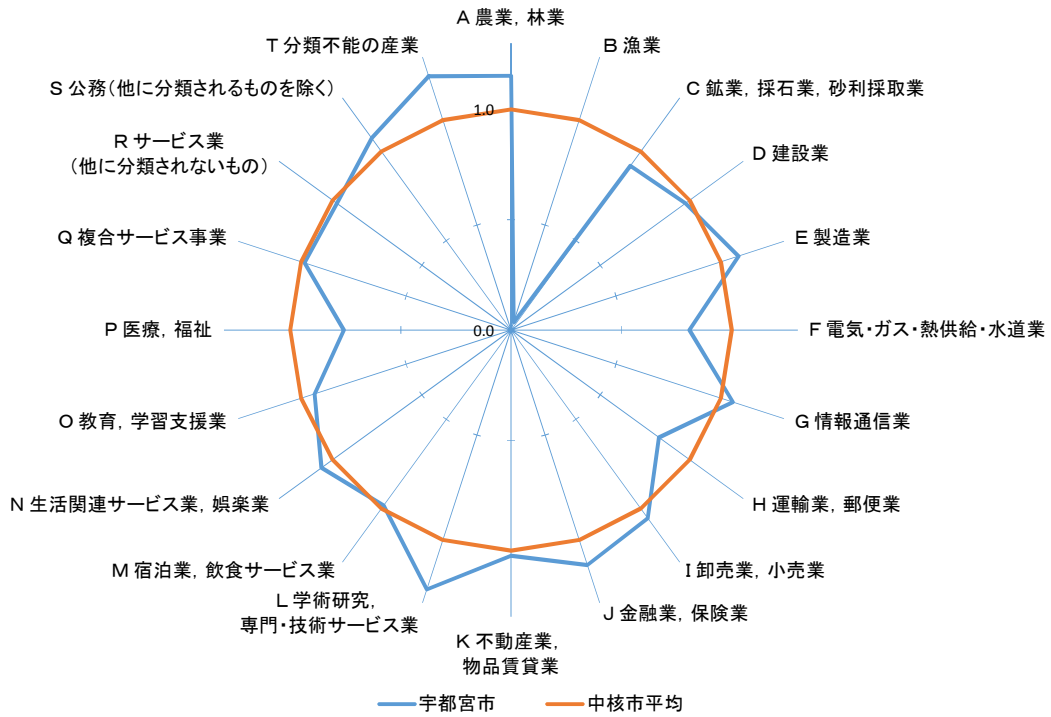 A 農業, 林業
B 漁業
C 鉱業, 採石業, 砂利採取業
D 建設業
E 製造業
F 電気・ガス・熱供給・水道業
G 情報通信業
H 運輸業, 郵便業
I 卸売業, 小売業
J 金融業, 保険業
K 不動産業,
物品賃貸業
L 学術研究,
専門・技術サービス業
M 宿泊業, 飲食サービス業
N 生活関連サービス業, 娯楽業
O 教育, 学習支援業
P 医療, 福祉
Q 複合サービス事業
R サービス業
(他に分類されないもの)
S 公務(他に分類されるものを除く)
T 分類不能の産業
1.0
0.0
宇都宮市
中核市平均